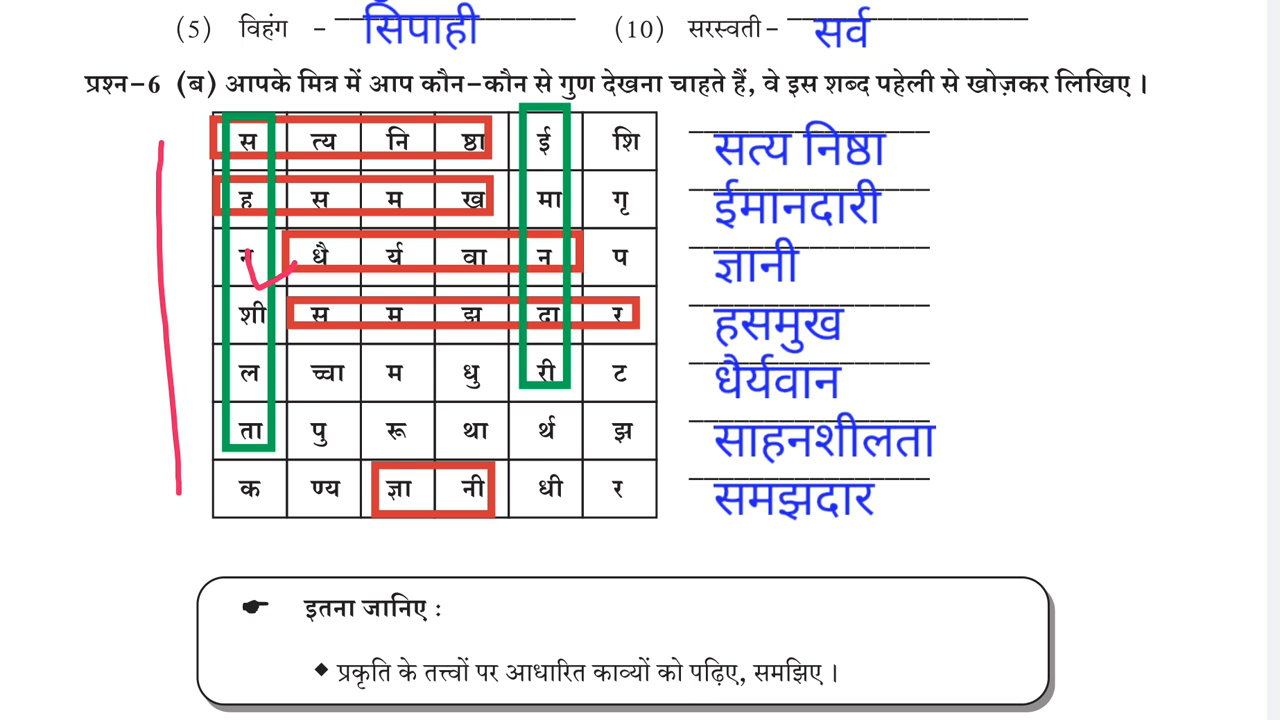 (5) विहंग - सिपाही (10) सरस्वती - सर्व
प्रश्न-6 (ब) आपके मित्र में आप कौन-कौन से गुण देखना चाहते हैं, वे इस शब्द पहेली से खोज़कर लिखिए।
स त्य नि ष्ठा ई शि सत्य निष्ठा
ह स म ख मा गृ ईमानदारी
न धै र्य वा न प ज्ञानी
शी स म झ दा र हसमुख
ल च्चा म धु री ट धैर्यवान
ता पु रू था र्थ झ साहनशीलता
क ण्य ज्ञा नी धी र समझदार
इतना जानिए :
◆ प्रकृति के तत्त्वों पर आधारित काव्यों को पढ़िए, समझिए।